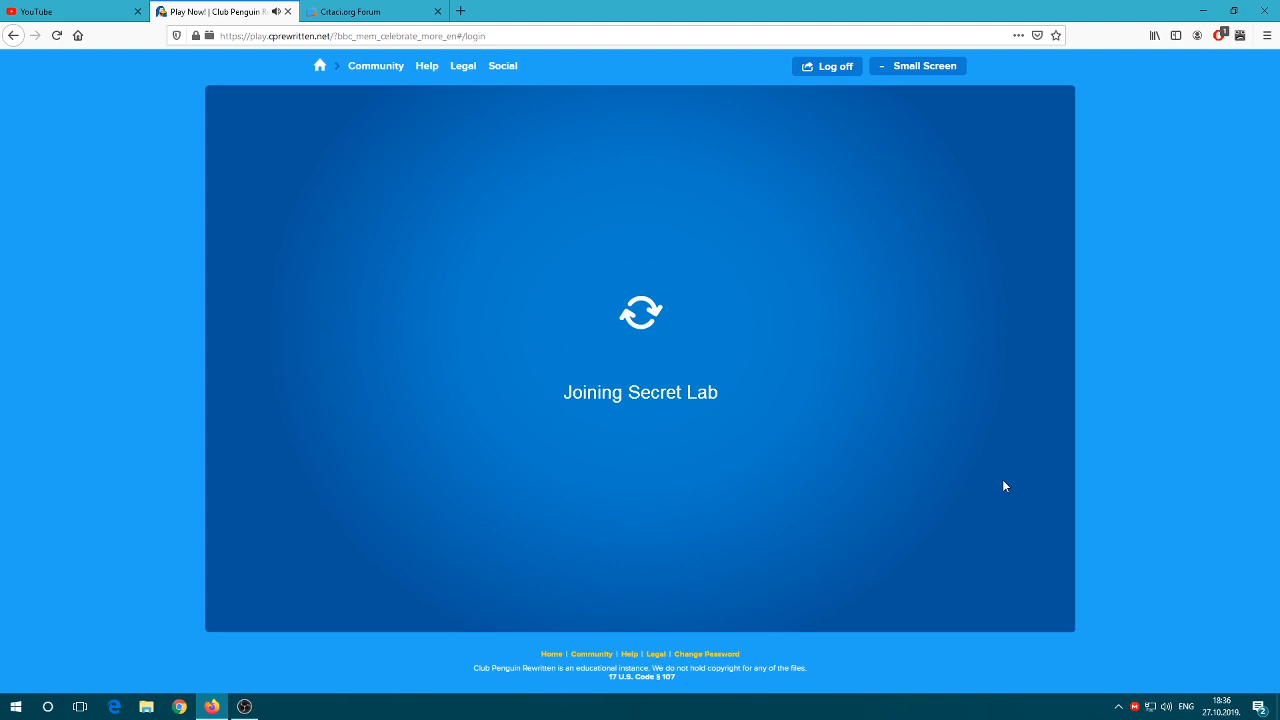 YouTube
Play Now! | Club Penguin Re
Citaci.org Forum
https://play.cprewritten.net/?bbc_mem_celebrate_more_en#/login
1
Community Help Legal Social
Log off
- Small Screen
Joining Secret Lab
Home | Community | Help | Legal | Change Password
Club Penguin Rewritten is an educational instance. We do not hold copyright for any of the files.
17 U.S. Code § 107
ENG
18:36
27.10.2019.
2